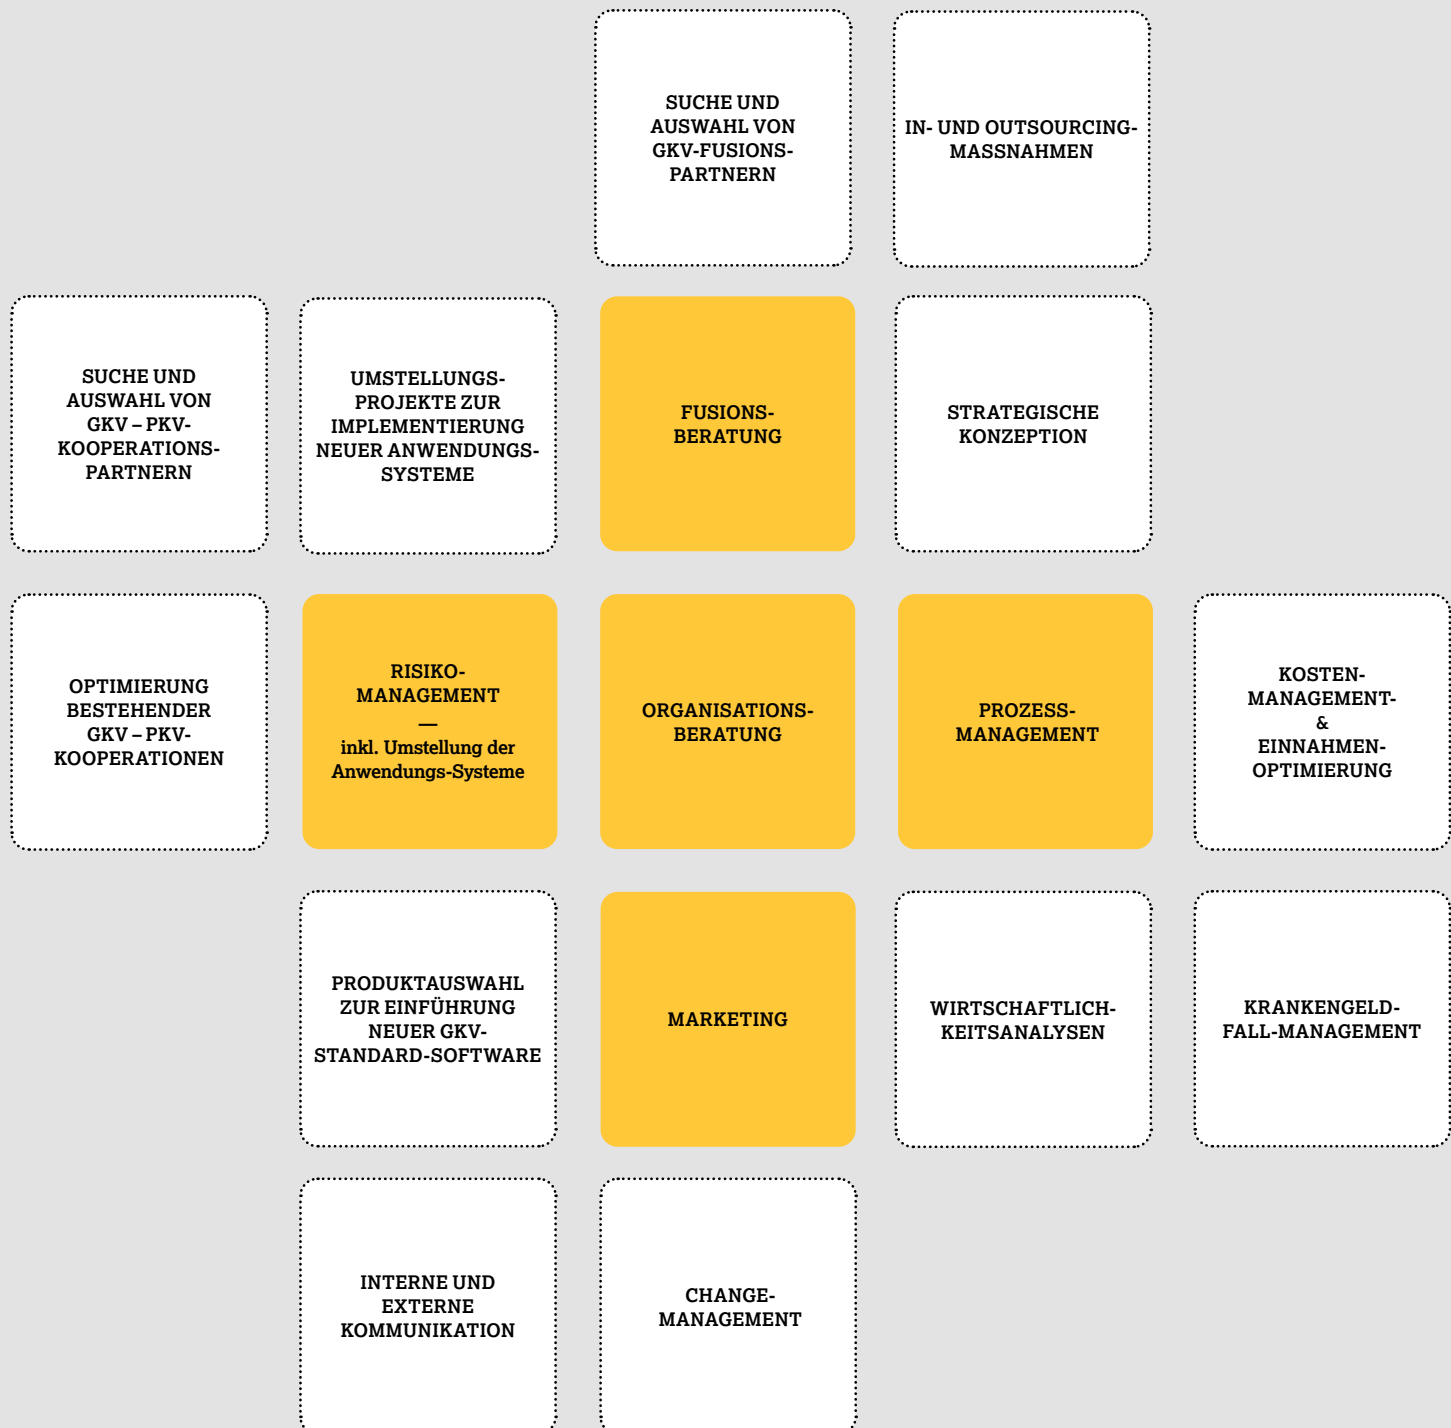 SUCHE UND
AUSWAHL VON
GKV-FUSIONS-
PARTNERN
IN- UND OUTSOURCING-
MASSNAHMEN
SUCHE UND
AUSWAHL VON
GKV – PKV-
KOOPERATIONS-
PARTNERN
UMSTELLUNGS-
PROJEKTE ZUR
IMPLEMENTIERUNG
NEUER ANWENDUNGS-
SYSTEME
FUSIONS-
BERATUNG
STRATEGISCHE
KONZEPTION
OPTIMIERUNG
BESTEHENDER
GKV – PKV-
KOOPERATIONEN
RISIKO-
MANAGEMENT
—
inkl. Umstellung der
Anwendungs-Systeme
ORGANISATIONS-
BERATUNG
PROZESS-
MANAGEMENT
KOSTEN-
MANAGEMENT-
&
EINNAHMEN-
OPTIMIERUNG
PRODUKTAUSWAHL
ZUR EINFÜHRUNG
NEUER GKV-
STANDARD-SOFTWARE
MARKETING
WIRTSCHAFTLICH-
KEITSANALYSEN
KRANKENGELD-
FALL-MANAGEMENT
INTERNE UND
EXTERNE
KOMMUNIKATION
CHANGE-
MANAGEMENT